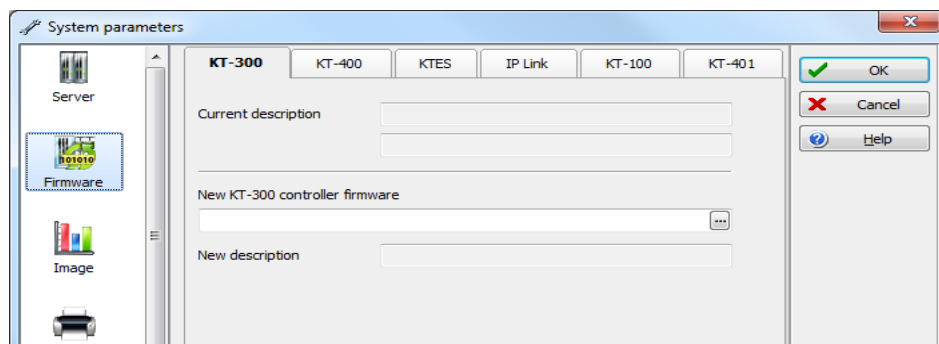 System parameters
Server
Firmware
Image
KT-300 KT-400 KTES IP Link KT-100 KT-401
Current description
New KT-300 controller firmware
...
New description
OK
Cancel
Help